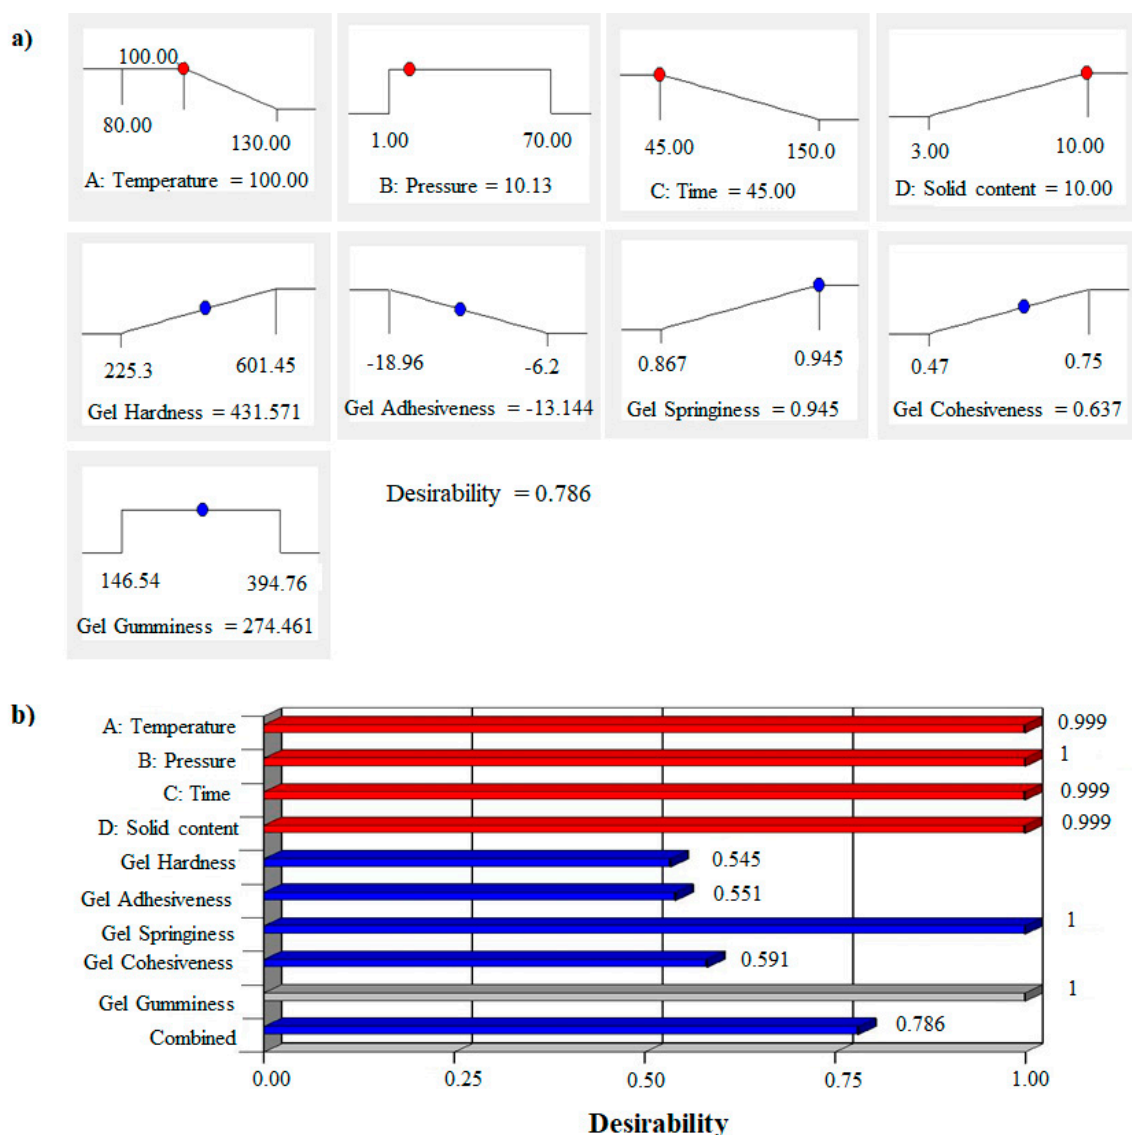 a)
100.00
80.00
130.00
A: Temperature = 100.00
1.00 70.00
B: Pressure = 10.13
45.00 150.0
C: Time = 45.00
3.00 10.00
D: Solid content = 10.00
225.3 601.45
Gel Hardness = 431.571
-18.96 -6.2
Gel Adhesiveness = -13.144
0.867 0.945
Gel Springiness = 0.945
0.47 0.75
Gel Cohesiveness = 0.637
146.54 394.76
Gel Gumminess = 274.461
Desirability = 0.786
b)
A: Temperature 0.999
B: Pressure 1
C: Time 0.999
D: Solid content 0.999
Gel Hardness 0.545
Gel Adhesiveness 0.551
Gel Springiness 1
Gel Cohesiveness 0.591
Gel Gumminess 1
Combined 0.786
0.00 0.25 0.50 0.75 1.00
Desirability